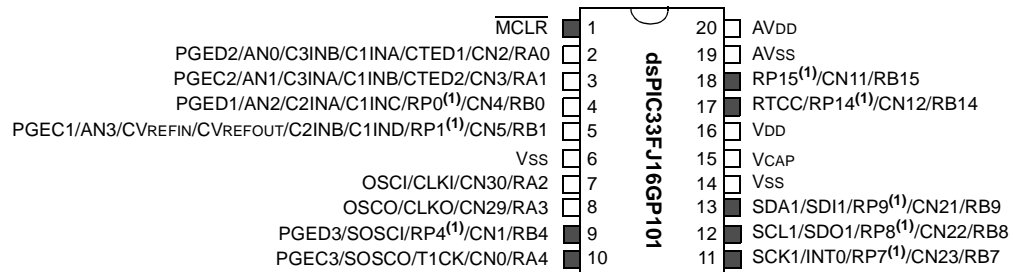 MCLR 1 20 AVDD
PGED2/AN0/C3INB/C1INA/CTED1/CN2/RA0 2 19 AVSS
PGEC2/AN1/C3INA/C1INB/CTED2/CN3/RA1 3 18 RP15(1)/CN11/RB15
PGED1/AN2/C2INA/C1INC/RP0(1)/CN4/RB0 4 17 RTCC/RP14(1)/CN12/RB14
PGEC1/AN3/CVREFIN/CVREFOUT/C2INB/C1IND/RP1(1)/CN5/RB1 5 16 VDD
VSS 6 15 VCAP
OSCI/CLKI/CN30/RA2 7 14 VSS
OSCO/CLKO/CN29/RA3 8 13 SDA1/SDI1/RP9(1)/CN21/RB9
PGED3/SOSCI/RP4(1)/CN1/RB4 9 12 SCL1/SDO1/RP8(1)/CN22/RB8
PGEC3/SOSCO/T1CK/CN0/RA4 10 11 SCK1/INT0/RP7(1)/CN23/RB7
dsPIC33FJ16GP101